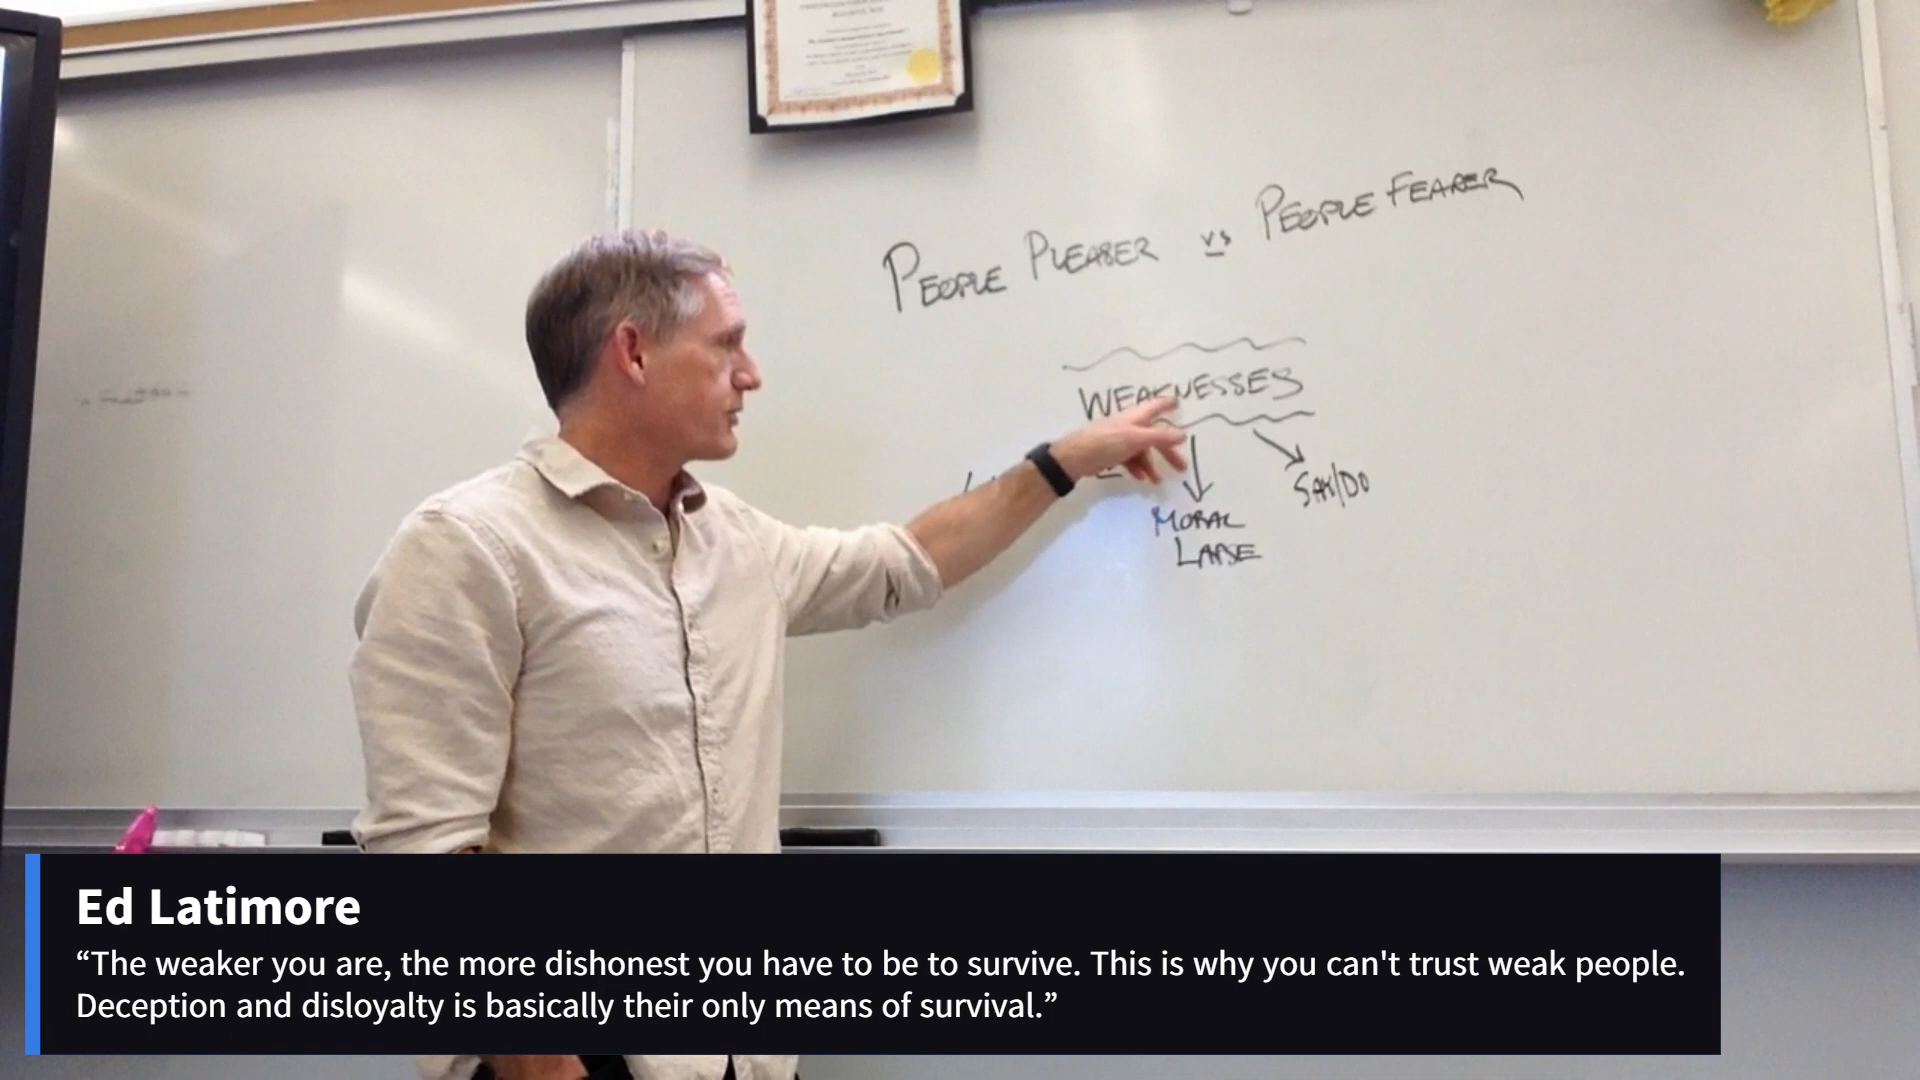 PEOPLE PLEASER vs PEOPLE FEARER
WEAKNESSES
SAY/DO
MORAL
LAPSE
Ed Latimore
“The weaker you are, the more dishonest you have to be to survive. This is why you can't trust weak people.
Deception and disloyalty is basically their only means of survival.”